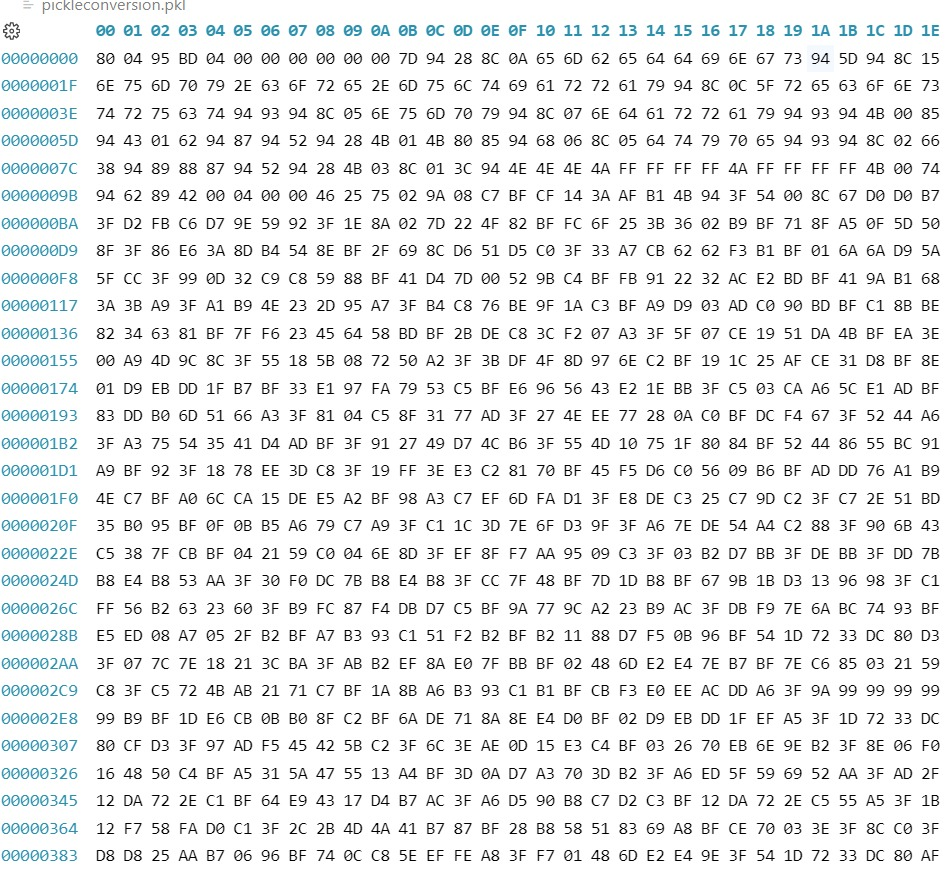 pickleconversion.pkl
00 01 02 03 04 05 06 07 08 09 0A 0B 0C 0D 0E 0F 10 11 12 13 14 15 16 17 18 19 1A 1B 1C 1D 1E
00000000 80 04 95 BD 04 00 00 00 00 00 00 7D 94 28 8C 0A 65 6D 62 65 64 64 69 6E 67 73 94 5D 94 8C 15
0000001F 6E 75 6D 70 79 2E 63 6F 72 65 2E 6D 75 6C 74 69 61 72 72 61 79 94 8C 0C 5F 72 65 63 6F 6E 73
0000003E 74 72 75 63 74 94 93 94 8C 05 6E 75 6D 70 79 94 8C 07 6E 64 61 72 72 61 79 94 93 94 4B 00 85
0000005D 94 43 01 62 94 87 94 52 94 28 4B 01 4B 80 85 94 68 06 8C 05 64 74 79 70 65 94 93 94 8C 02 66
0000007C 38 94 89 88 87 94 52 94 28 4B 03 8C 01 3C 94 4E 4E 4E 4A FF FF FF FF 4A FF FF FF FF 4B 00 74
0000009B 94 62 89 42 00 04 00 00 46 25 75 02 9A 08 C7 BF CF 14 3A AF B1 4B 94 3F 54 00 8C 67 D0 D0 B7
000000BA 3F D2 FB C6 D7 9E 59 92 3F 1E 8A 02 7D 22 4F 82 BF FC 6F 25 3B 36 02 B9 BF 71 8F A5 0F 5D 50
000000D9 8F 3F 86 E6 3A 8D B4 54 8E BF 2F 69 8C D6 51 D5 C0 3F 33 A7 CB 62 62 F3 B1 BF 01 6A 6A D9 5A
000000F8 5F CC 3F 99 0D 32 C9 C8 59 88 BF 41 D4 7D 00 52 9B C4 BF FB 91 22 32 AC E2 BD BF 41 9A B1 68
00000117 3A 3B A9 3F A1 B9 4E 23 2D 95 A7 3F B4 C8 76 BE 9F 1A C3 BF A9 D9 03 AD C0 90 BD BF C1 8B BE
00000136 82 34 63 81 BF 7F F6 23 45 64 58 BD BF 2B DE C8 3C F2 07 A3 3F 5F 07 CE 19 51 DA 4B BF EA 3E
00000155 00 A9 4D 9C 8C 3F 55 18 5B 08 72 50 A2 3F 3B DF 4F 8D 97 6E C2 BF 19 1C 25 AF CE 31 D8 BF 8E
00000174 01 D9 EB DD 1F B7 BF 33 E1 97 FA 79 53 C5 BF E6 96 56 43 E2 1E BB 3F C5 03 CA A6 5C E1 AD BF
00000193 83 DD B0 6D 51 66 A3 3F 81 04 C5 8F 31 77 AD 3F 27 4E EE 77 28 0A C0 BF DC F4 67 3F 52 44 A6
000001B2 3F A3 75 54 35 41 D4 AD BF 3F 91 27 49 D7 4C B6 3F 55 4D 10 75 1F 80 84 BF 52 44 86 55 BC 91
000001D1 A9 BF 92 3F 18 78 EE 3D C8 3F 19 FF 3E E3 C2 81 70 BF 45 F5 D6 C0 56 09 B6 BF AD DD 76 A1 B9
000001F0 4E C7 BF A0 6C CA 15 DE E5 A2 BF 98 A3 C7 EF 6D FA D1 3F E8 DE C3 25 C7 9D C2 3F C7 2E 51 BD
0000020F 35 B0 95 BF 0F 0B B5 A6 79 C7 A9 3F C1 1C 3D 7E 6F D3 9F 3F A6 7E DE 54 A4 C2 88 3F 90 6B 43
0000022E C5 38 7F CB BF 04 21 59 C0 04 6E 8D 3F EF 8F F7 AA 95 09 C3 3F 03 B2 D7 BB 3F DE BB 3F DD 7B
0000024D B8 E4 B8 53 AA 3F 30 F0 DC 7B B8 E4 B8 3F CC 7F 48 BF 7D 1D B8 BF 67 9B 1B D3 13 96 98 3F C1
0000026C FF 56 B2 63 23 60 3F B9 FC 87 F4 DB D7 C5 BF 9A 77 9C A2 23 B9 AC 3F DB F9 7E 6A BC 74 93 BF
0000028B E5 ED 08 A7 05 2F B2 BF A7 B3 93 C1 51 F2 B2 BF B2 11 88 D7 F5 0B 96 BF 54 1D 72 33 DC 80 D3
000002AA 3F 07 7C 7E 18 21 3C BA 3F AB B2 EF 8A E0 7F BB BF 02 48 6D E2 E4 7E B7 BF 7E C6 85 03 21 59
000002C9 C8 3F C5 72 4B AB 21 71 C7 BF 1A 8B A6 B3 93 C1 B1 BF CB F3 E0 EE AC DD A6 3F 9A 99 99 99 99
000002E8 99 B9 BF 1D E6 CB 0B B0 8F C2 BF 6A DE 71 8A 8E E4 D0 BF 02 D9 EB DD 1F EF A5 3F 1D 72 33 DC
00000307 80 CF D3 3F 97 AD F5 45 42 5B C2 3F 6C 3E AE 0D 15 E3 C4 BF 03 26 70 EB 6E 9E B2 3F 8E 06 F0
00000326 16 48 50 C4 BF A5 31 5A 47 55 13 A4 BF 3D 0A D7 A3 70 3D B2 3F A6 ED 5F 59 69 52 AA 3F AD 2F
00000345 12 DA 72 2E C1 BF 64 E9 43 17 D4 B7 AC 3F A6 D5 90 B8 C7 D2 C3 BF 12 DA 72 2E C5 55 A5 3F 1B
00000364 12 F7 58 FA D0 C1 3F 2C 2B 4D 4A 41 B7 87 BF 28 B8 58 51 83 69 A8 BF CE 70 03 3E 3F 8C C0 3F
00000383 D8 D8 25 AA B7 06 96 BF 74 0C C8 5E EF FE A8 3F F7 01 48 6D E2 E4 9E 3F 54 1D 72 33 DC 80 AF